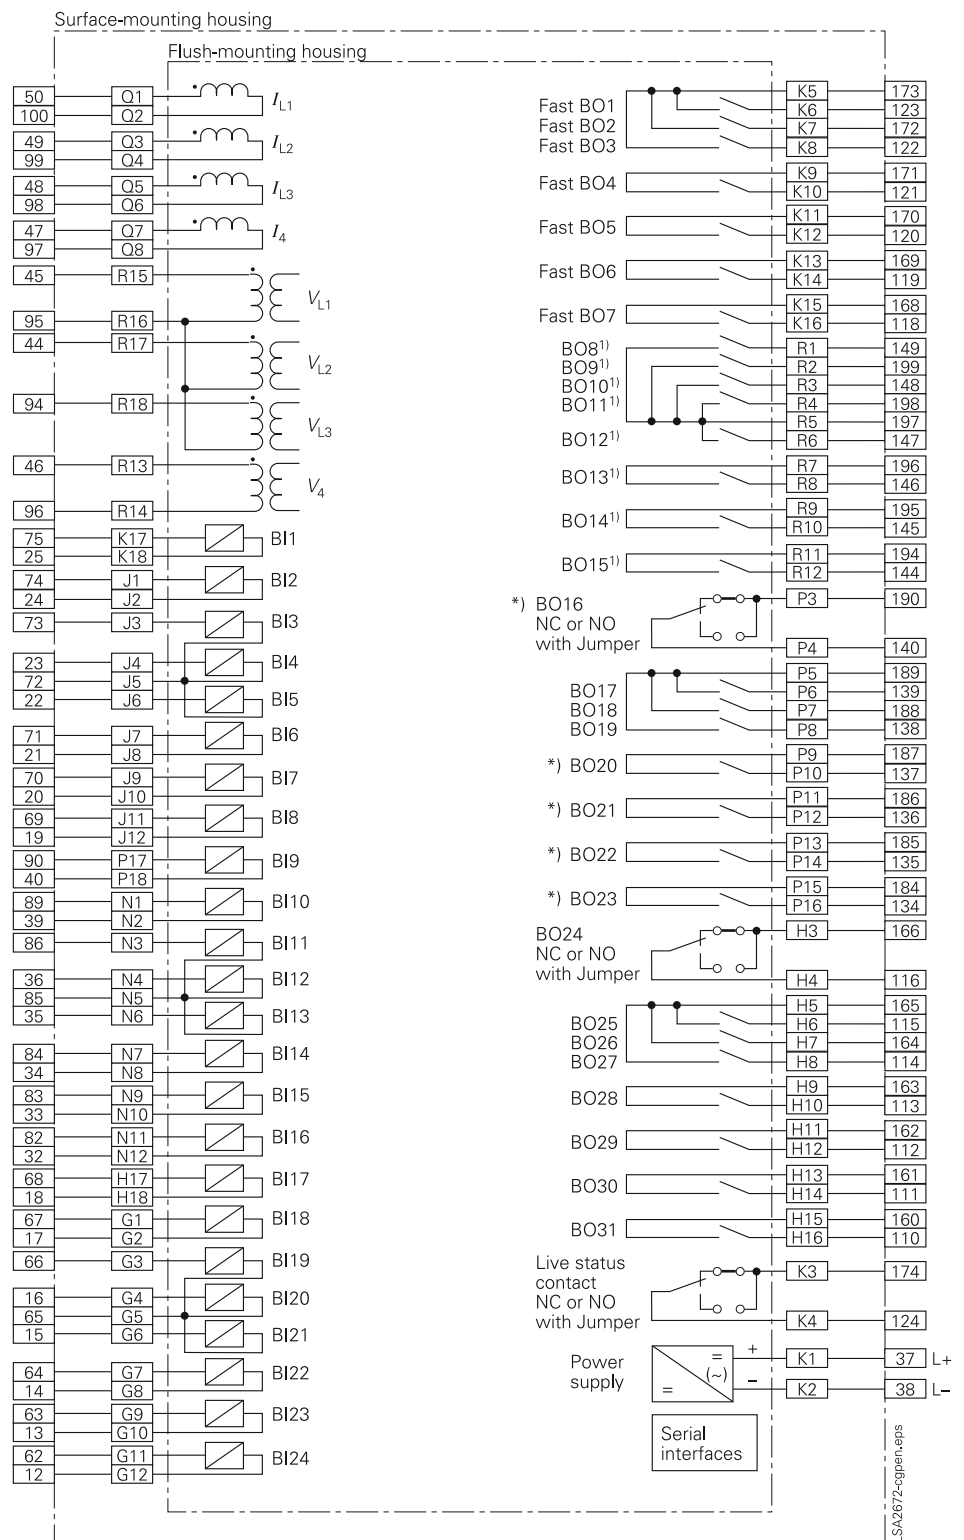 Surface-mounting housing
Flush-mounting housing
50 Q1 IL1
100 Q2
49 Q3 IL2
99 Q4
48 Q5 IL3
98 Q6
47 Q7 I4
97 Q8
45 R15 VL1
95 R16
44 R17 VL2
94 R18 VL3
46 R13 V4
96 R14
75 K17 BI1
25 K18
74 J1 BI2
24 J2
73 J3 BI3
23 J4 BI4
72 J5
22 J6 BI5
71 J7 BI6
21 J8
70 J9 BI7
20 J10
69 J11 BI8
19 J12
90 P17 BI9
40 P18
89 N1 BI10
39 N2
86 N3 BI11
36 N4 BI12
85 N5
35 N6 BI13
84 N7 BI14
34 N8
83 N9 BI15
33 N10
82 N11 BI16
32 N12
68 H17 BI17
18 H18
67 G1 BI18
17 G2
66 G3 BI19
16 G4 BI20
65 G5
15 G6 BI21
64 G7 BI22
14 G8
63 G9 BI23
13 G10
62 G11 BI24
12 G12
K5 173
Fast BO1 K6 123
Fast BO2 K7 172
Fast BO3 K8 122
Fast BO4 K9 171
K10 121
Fast BO5 K11 170
K12 120
Fast BO6 K13 169
K14 119
Fast BO7 K15 168
K16 118
BO8¹⁾ R1 149
BO9¹⁾ R2 199
BO10¹⁾ R3 148
BO11¹⁾ R4 198
R5 197
BO12¹⁾ R6 147
BO13¹⁾ R7 196
R8 146
BO14¹⁾ R9 195
R10 145
BO15¹⁾ R11 194
R12 144
*) BO16 P3 190
NC or NO
with Jumper P4 140
P5 189
BO17 P6 139
BO18 P7 188
BO19 P8 138
*) BO20 P9 187
P10 137
*) BO21 P11 186
P12 136
*) BO22 P13 185
P14 135
*) BO23 P15 184
P16 134
BO24 H3 166
NC or NO
with Jumper H4 116
H5 165
BO25 H6 115
BO26 H7 164
BO27 H8 114
BO28 H9 163
H10 113
BO29 H11 162
H12 112
BO30 H13 161
H14 111
BO31 H15 160
H16 110
Live status
contact K3 174
NC or NO
with Jumper K4 124
Power = (~) + K1 37 L+
supply = – K2 38 L–
Serial
interfaces
LSA2672-cgpen.eps